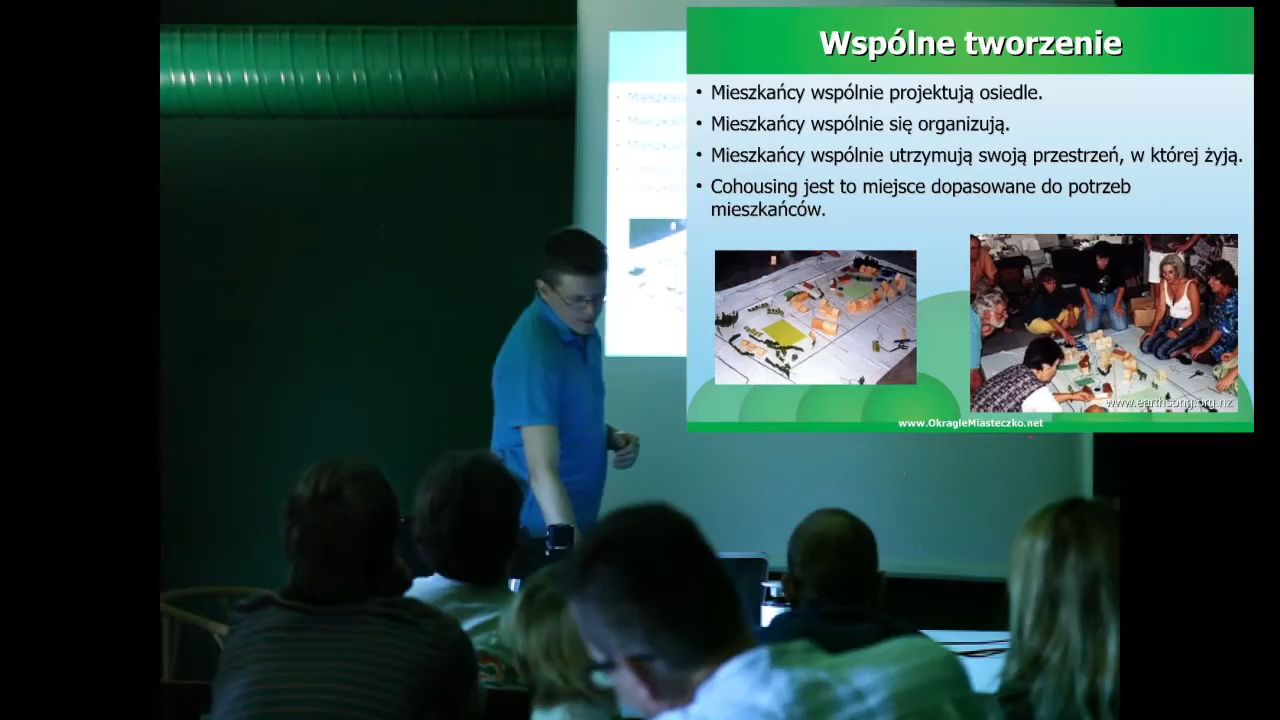 Wspólne tworzenie
• Mieszkańcy wspólnie projektują osiedle.
• Mieszkańcy wspólnie się organizują.
• Mieszkańcy wspólnie utrzymują swoją przestrzeń, w której żyją.
• Cohousing jest to miejsce dopasowane do potrzeb
mieszkańców.
www.earthsong.org.nz
www.OkragleMiasteczko.net